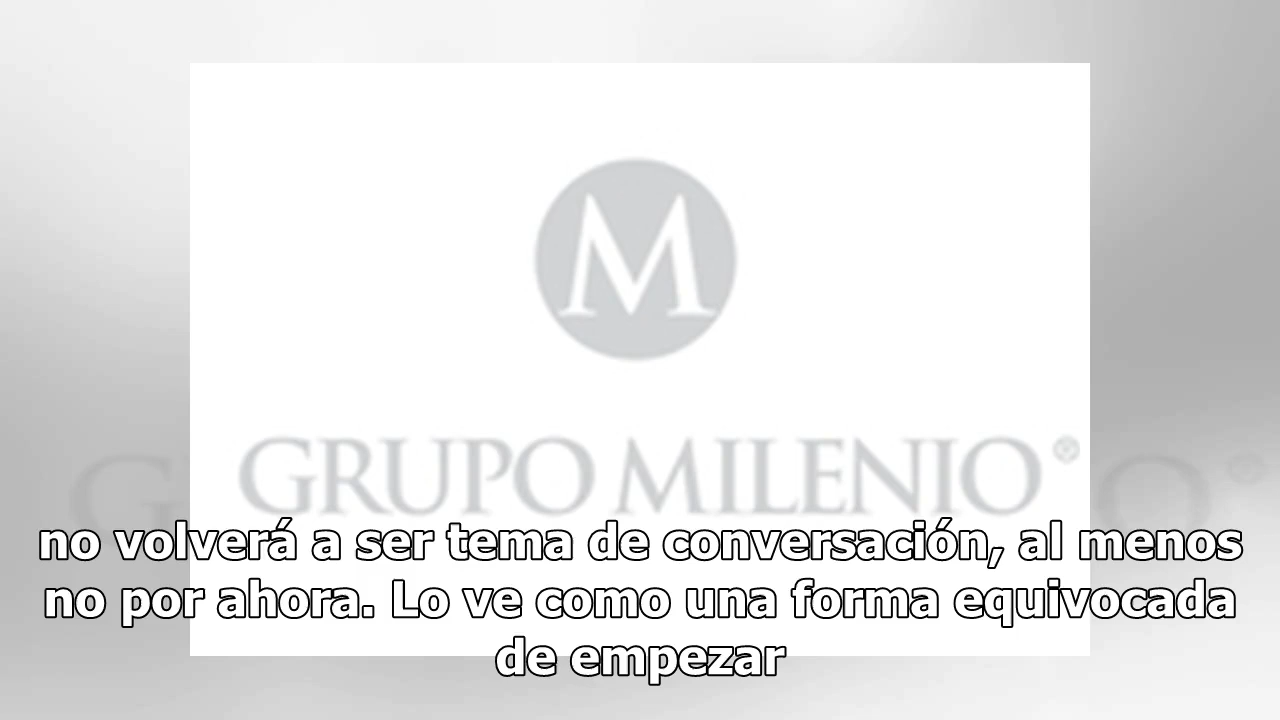 M
GRUPO MILENIO®
no volverá a ser tema de conversación, al menos
no por ahora. Lo ve como una forma equivocada
de empezar